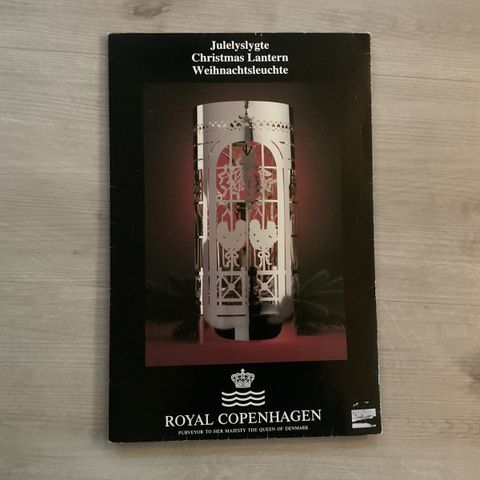 Julelyslygte
Christmas Lantern
Weihnachtsleuchte
ROYAL COPENHAGEN
PURVEYOR TO HER MAJESTY THE QUEEN OF DENMARK